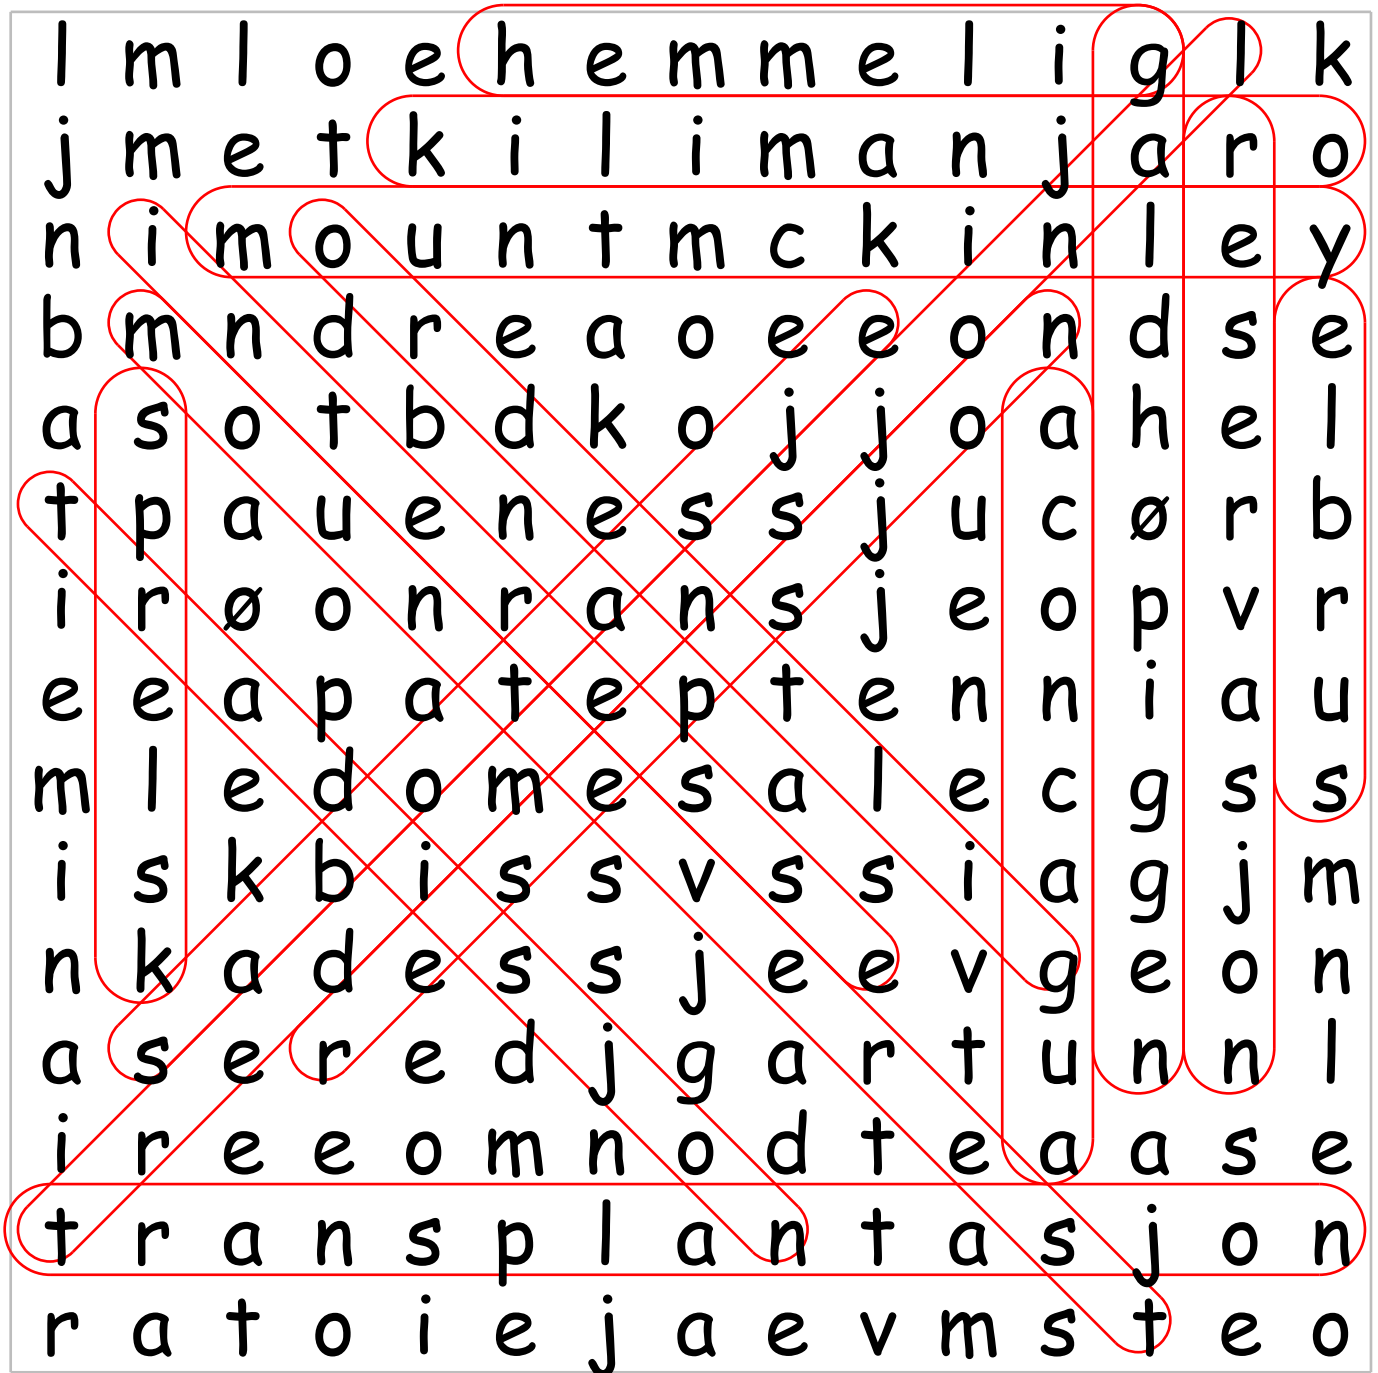 l m l o e h e m m e l i g l k
j m e t k i l i m a n j a r o
n i m o u n t m c k i n l e y
b m n d r e a o e e o n d s e
a s o t b d k o j j o a h e l
t p a u e n e s s j u c ø r b
i r ø o n r a n s j e o p v r
e e a p a t e p t e n n i a u
m l e d o m e s a l e c g s s
i s k b i s s v s s i a g j m
n k a d e s s j e e v g e o n
a s e r e d j g a r t u n n l
i r e e o m n o d t e a a s e
t r a n s p l a n t a s j o n
r a t o i e j a e v m s t e o